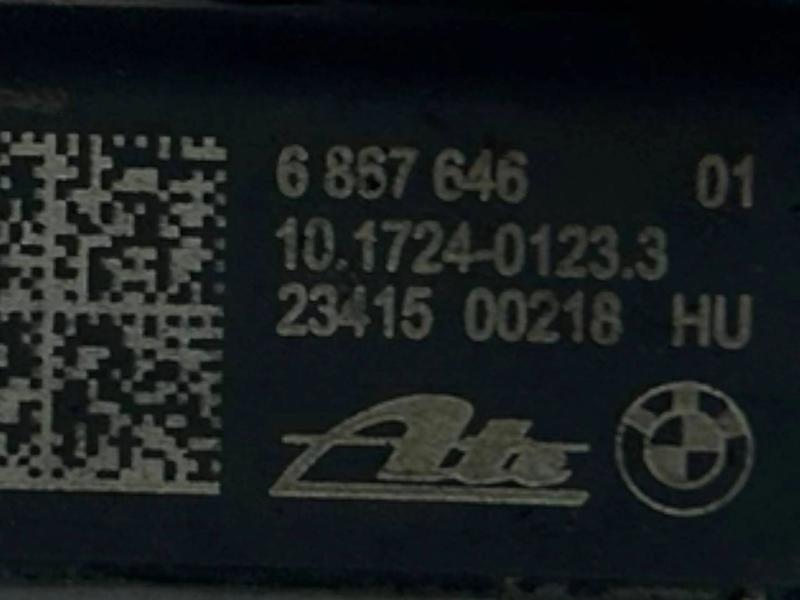 6 867 646 01
10.1724-0123.3
23415 00218 HU
Ate